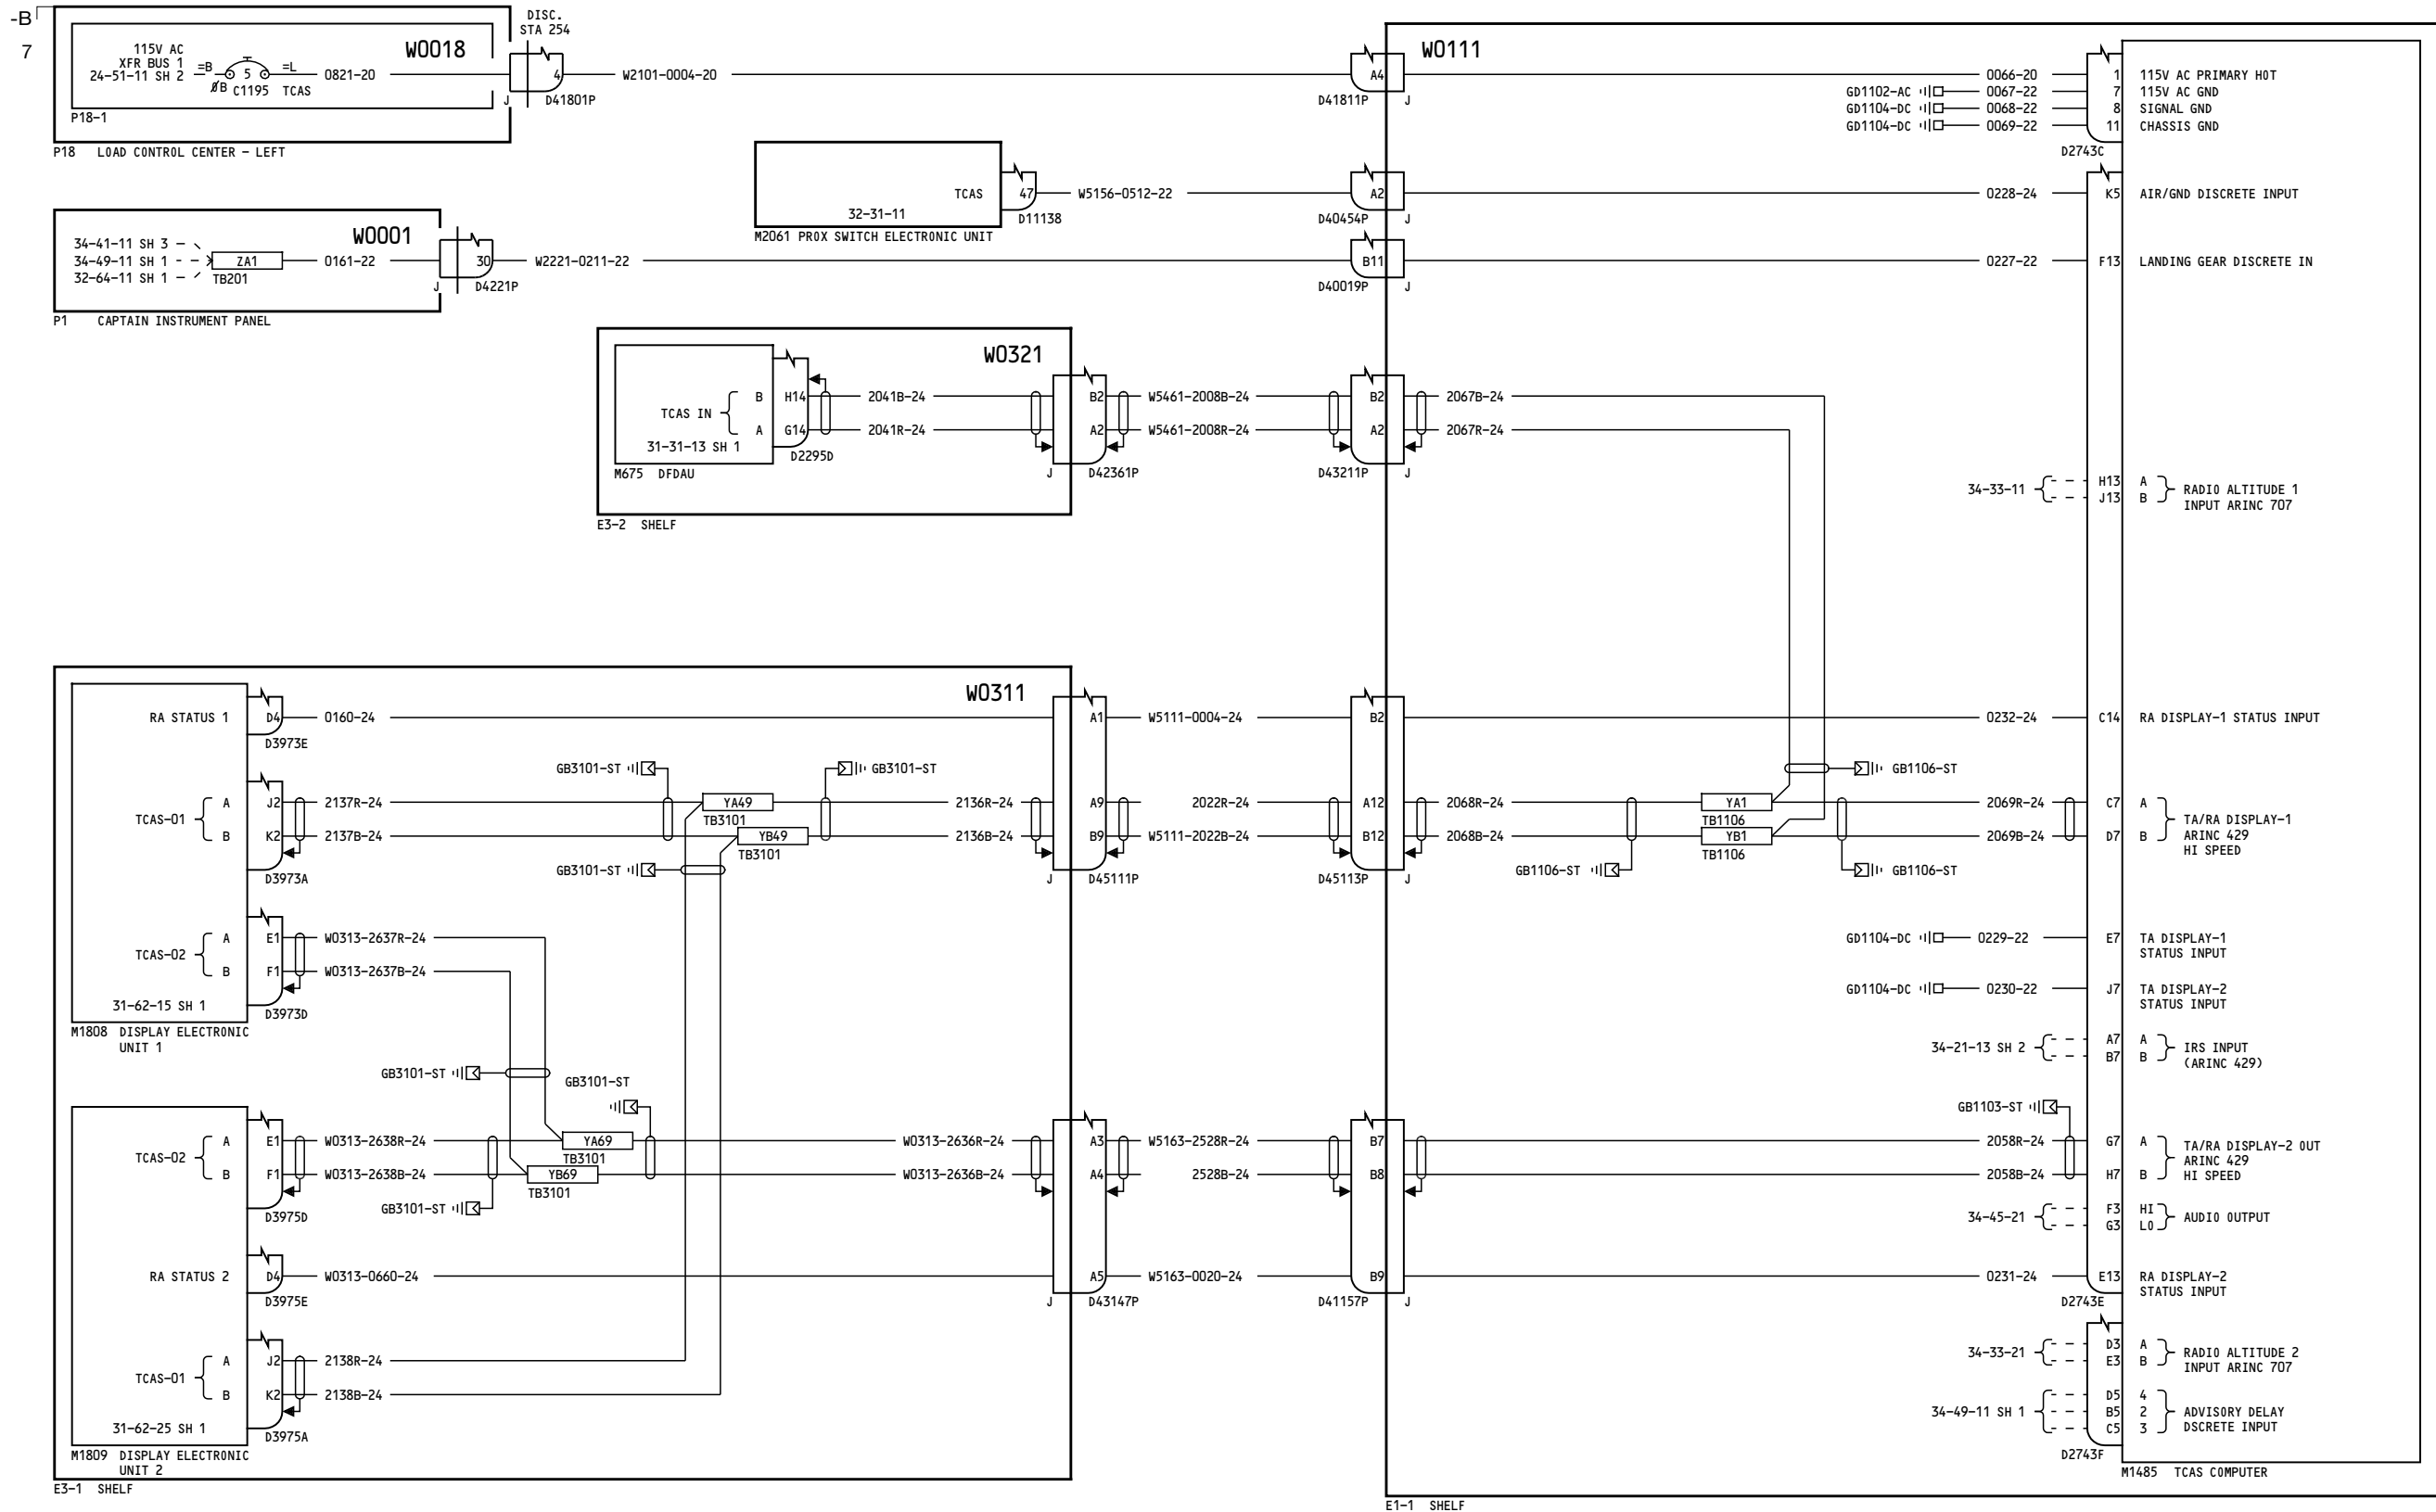 -B
7
DISC.
STA 254
115V AC
XFR BUS 1
24-51-11 SH 2
=B
5
=L
ØB C1195 TCAS
W0018
0821-20
P18-1
P18 LOAD CONTROL CENTER - LEFT
4
J D41801P
W2101-0004-20
A4
D41811P J
W0111
0066-20 1 115V AC PRIMARY HOT
GD1102-AC 0067-22 7 115V AC GND
GD1104-DC 0068-22 8 SIGNAL GND
GD1104-DC 0069-22 11 CHASSIS GND
D2743C
TCAS 47
D11138
32-31-11
M2061 PROX SWITCH ELECTRONIC UNIT
W5156-0512-22
A2
D40454P J
0228-24 K5 AIR/GND DISCRETE INPUT
34-41-11 SH 3
34-49-11 SH 1
32-64-11 SH 1
ZA1
TB201
W0001
0161-22
P1 CAPTAIN INSTRUMENT PANEL
30
J D4221P
W2221-0211-22
B11
D40019P J
0227-22 F13 LANDING GEAR DISCRETE IN
W0321
TCAS IN
B H14 2041B-24 B2 W5461-2008B-24 B2 2067B-24
A G14 2041R-24 A2 W5461-2008R-24 A2 2067R-24
31-31-13 SH 1
D2295D
M675 DFDAU
J D42361P
D43211P J
E3-2 SHELF
34-33-11
H13 A
J13 B
RADIO ALTITUDE 1
INPUT ARINC 707
W0311
RA STATUS 1 D4 0160-24 A1 W5111-0004-24 B2 0232-24 C14 RA DISPLAY-1 STATUS INPUT
D3973E
GB3101-ST
GB3101-ST
GB1106-ST
TCAS-01
A J2 2137R-24 YA49 2136R-24 A9 2022R-24 A12 2068R-24 YA1 2069R-24 C7 A
TB3101
TB1106
B K2 2137B-24 YB49 2136B-24 B9 W5111-2022B-24 B12 2068B-24 YB1 2069B-24 D7 B
TB3101
TB1106
TA/RA DISPLAY-1
ARINC 429
HI SPEED
GB3101-ST
GB1106-ST
GB1106-ST
D3973A
J D45111P
D45113P J
TCAS-02
A E1 W0313-2637R-24
B F1 W0313-2637B-24
31-62-15 SH 1
D3973D
M1808 DISPLAY ELECTRONIC
UNIT 1
GD1104-DC 0229-22 E7 TA DISPLAY-1
STATUS INPUT
GD1104-DC 0230-22 J7 TA DISPLAY-2
STATUS INPUT
34-21-13 SH 2
A7 A
B7 B
IRS INPUT
(ARINC 429)
GB3101-ST
GB3101-ST
GB1103-ST
TCAS-02
A E1 W0313-2638R-24 YA69 W0313-2636R-24 A3 W5163-2528R-24 B7 2058R-24 G7 A
TB3101
B F1 W0313-2638B-24 YB69 W0313-2636B-24 A4 2528B-24 B8 2058B-24 H7 B
TB3101
TA/RA DISPLAY-2 OUT
ARINC 429
HI SPEED
GB3101-ST
D3975D
34-45-21
F3 HI
G3 LO
AUDIO OUTPUT
RA STATUS 2 D4 W0313-0660-24 A5 W5163-0020-24 B9 0231-24 E13 RA DISPLAY-2
STATUS INPUT
D3975E
J D43147P
D41157P J
D2743E
TCAS-01
A J2 2138R-24
B K2 2138B-24
31-62-25 SH 1
D3975A
M1809 DISPLAY ELECTRONIC
UNIT 2
E3-1 SHELF
34-33-21
D3 A
E3 B
RADIO ALTITUDE 2
INPUT ARINC 707
34-49-11 SH 1
D5 4
B5 2
C5 3
ADVISORY DELAY
DSCRETE INPUT
D2743F
M1485 TCAS COMPUTER
E1-1 SHELF